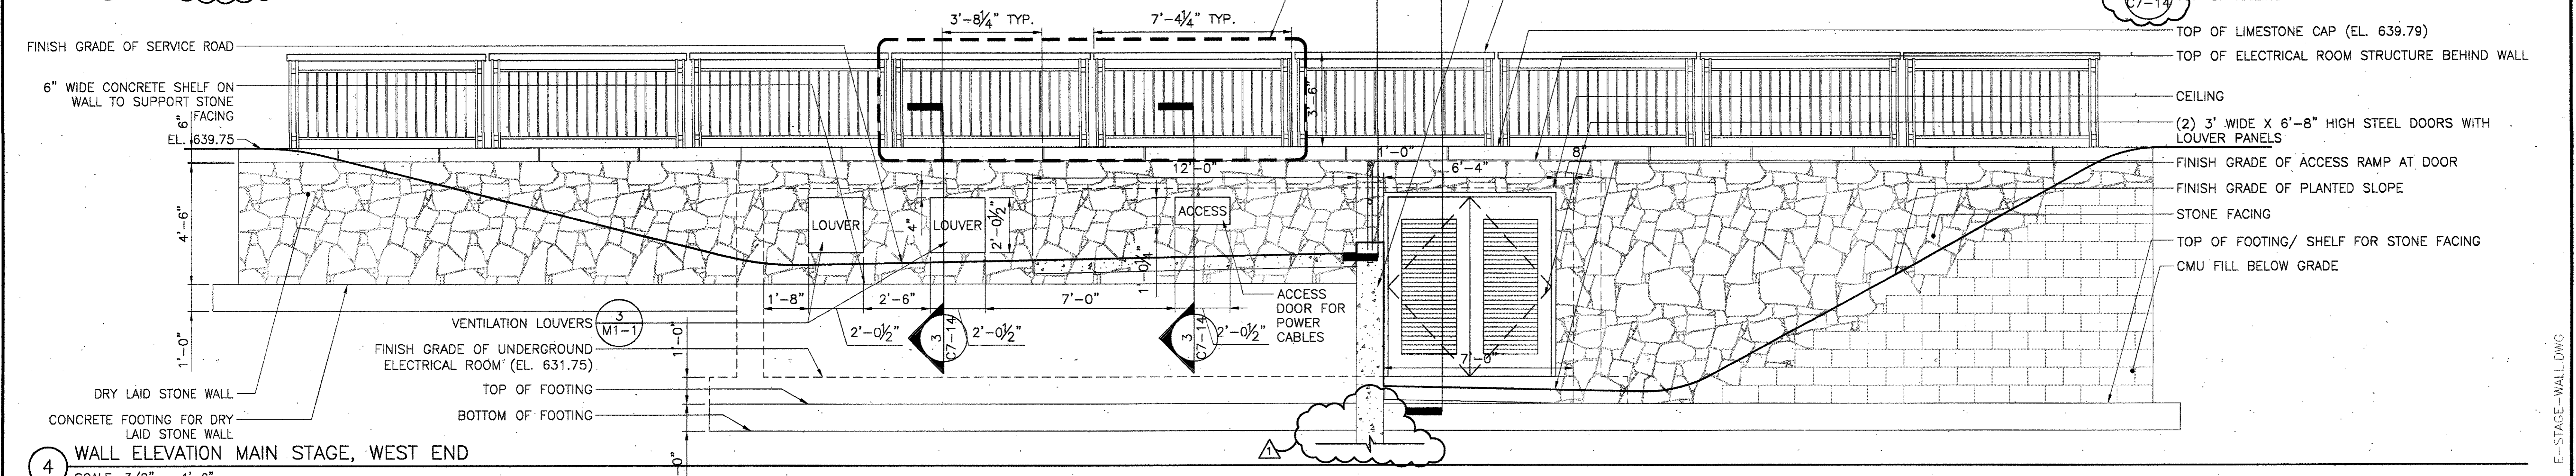 3'-8¼" TYP.
7'-4¼" TYP.
C7-14
FINISH GRADE OF SERVICE ROAD
6" WIDE CONCRETE SHELF ON
WALL TO SUPPORT STONE
FACING
6"
EL. 639.75
4'-6"
1'-0"
DRY LAID STONE WALL
CONCRETE FOOTING FOR DRY
LAID STONE WALL
3'-6"
1'-0"
8"
12'-0"
6'-4"
LOUVER
LOUVER
4"
2'-0½"
ACCESS
1'-0¼"
1'-8"
2'-6"
7'-0"
VENTILATION LOUVERS
3
M1-1
2'-0½"
3
C7-14
2'-0½"
3
C7-14
2'-0½"
ACCESS
DOOR FOR
POWER
CABLES
1'-0"
FINISH GRADE OF UNDERGROUND
ELECTRICAL ROOM (EL. 631.75)
TOP OF FOOTING
BOTTOM OF FOOTING
7'-0"
1
TOP OF LIMESTONE CAP (EL. 639.79)
TOP OF ELECTRICAL ROOM STRUCTURE BEHIND WALL
CEILING
(2) 3' WIDE X 6'-8" HIGH STEEL DOORS WITH
LOUVER PANELS
FINISH GRADE OF ACCESS RAMP AT DOOR
FINISH GRADE OF PLANTED SLOPE
STONE FACING
TOP OF FOOTING/ SHELF FOR STONE FACING
CMU FILL BELOW GRADE
E-STAGE-WALL.DWG
4
WALL ELEVATION MAIN STAGE, WEST END